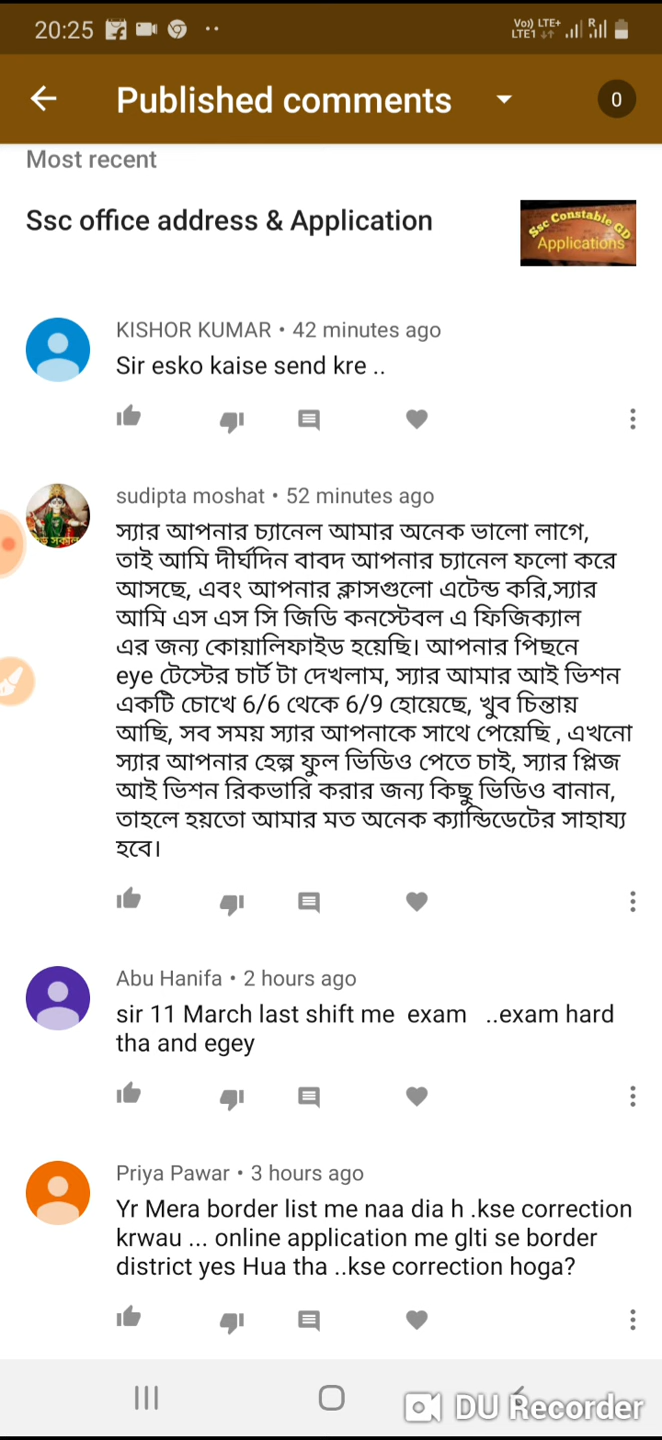 20:25
Vo)) LTE+
LTE1
R
Published comments
0
Most recent
Ssc office address & Application
Ssc Constable GD
Applications
KISHOR KUMAR • 42 minutes ago
Sir esko kaise send kre ..
sudipta moshat • 52 minutes ago
স্যার আপনার চ্যানেল আমার অনেক ভালো লাগে,
তাই আমি দীর্ঘদিন বাবদ আপনার চ্যানেল ফলো করে
আসছে, এবং আপনার ক্লাসগুলো এটেন্ড করি,স্যার
আমি এস এস সি জিডি কনস্টেবল এ ফিজিক্যাল
এর জন্য কোয়ালিফাইড হয়েছি। আপনার পিছনে
eye টেস্টের চার্ট টা দেখলাম, স্যার আমার আই ভিশন
একটি চোখে 6/6 থেকে 6/9 হোয়েছে, খুব চিন্তায়
আছি, সব সময় স্যার আপনাকে সাথে পেয়েছি , এখনো
স্যার আপনার হেল্প ফুল ভিডিও পেতে চাই, স্যার প্লিজ
আই ভিশন রিকভারি করার জন্য কিছু ভিডিও বানান,
তাহলে হয়তো আমার মত অনেক ক্যান্ডিডেটের সাহায্য
হবে।
Abu Hanifa • 2 hours ago
sir 11 March last shift me exam ..exam hard
tha and egey
Priya Pawar • 3 hours ago
Yr Mera border list me naa dia h .kse correction
krwau ... online application me glti se border
district yes Hua tha ..kse correction hoga?
DU Recorder